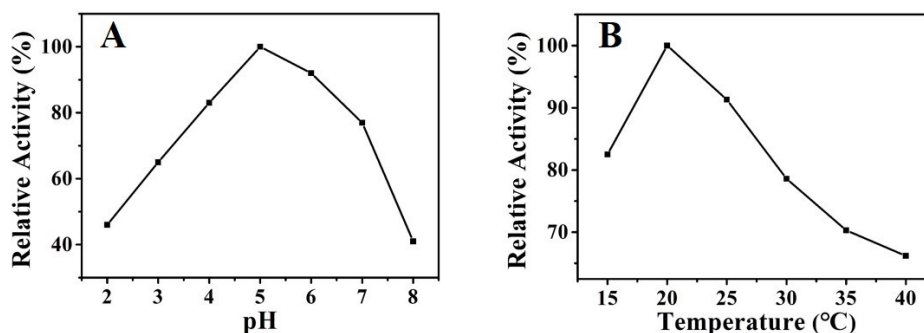 A
Relative Activity (%)
100
80
60
40
2 3 4 5 6 7 8
pH
B
Relative Activity (%)
100
90
80
70
15 20 25 30 35 40
Temperature (°C)